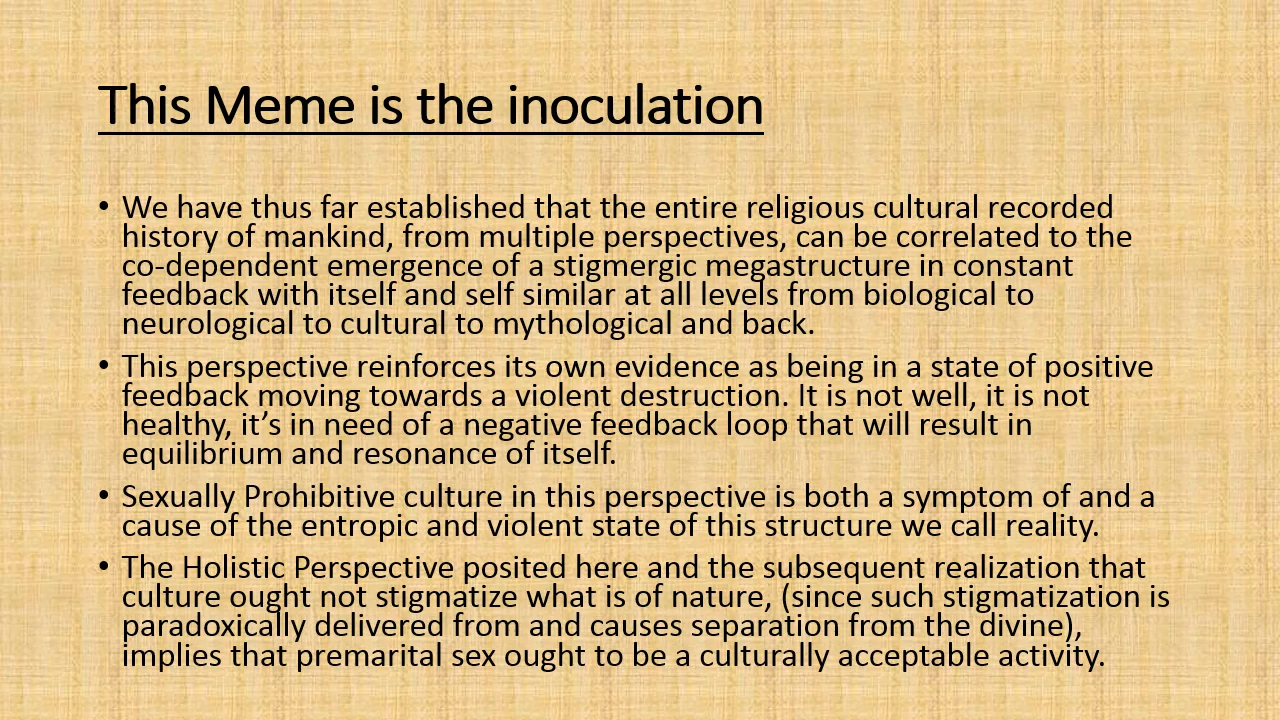 This Meme is the inoculation
• We have thus far established that the entire religious cultural recorded
history of mankind, from multiple perspectives, can be correlated to the
co-dependent emergence of a stigmergic megastructure in constant
feedback with itself and self similar at all levels from biological to
neurological to cultural to mythological and back.
• This perspective reinforces its own evidence as being in a state of positive
feedback moving towards a violent destruction. It is not well, it is not
healthy, it’s in need of a negative feedback loop that will result in
equilibrium and resonance of itself.
• Sexually Prohibitive culture in this perspective is both a symptom of and a
cause of the entropic and violent state of this structure we call reality.
• The Holistic Perspective posited here and the subsequent realization that
culture ought not stigmatize what is of nature, (since such stigmatization is
paradoxically delivered from and causes separation from the divine),
implies that premarital sex ought to be a culturally acceptable activity.